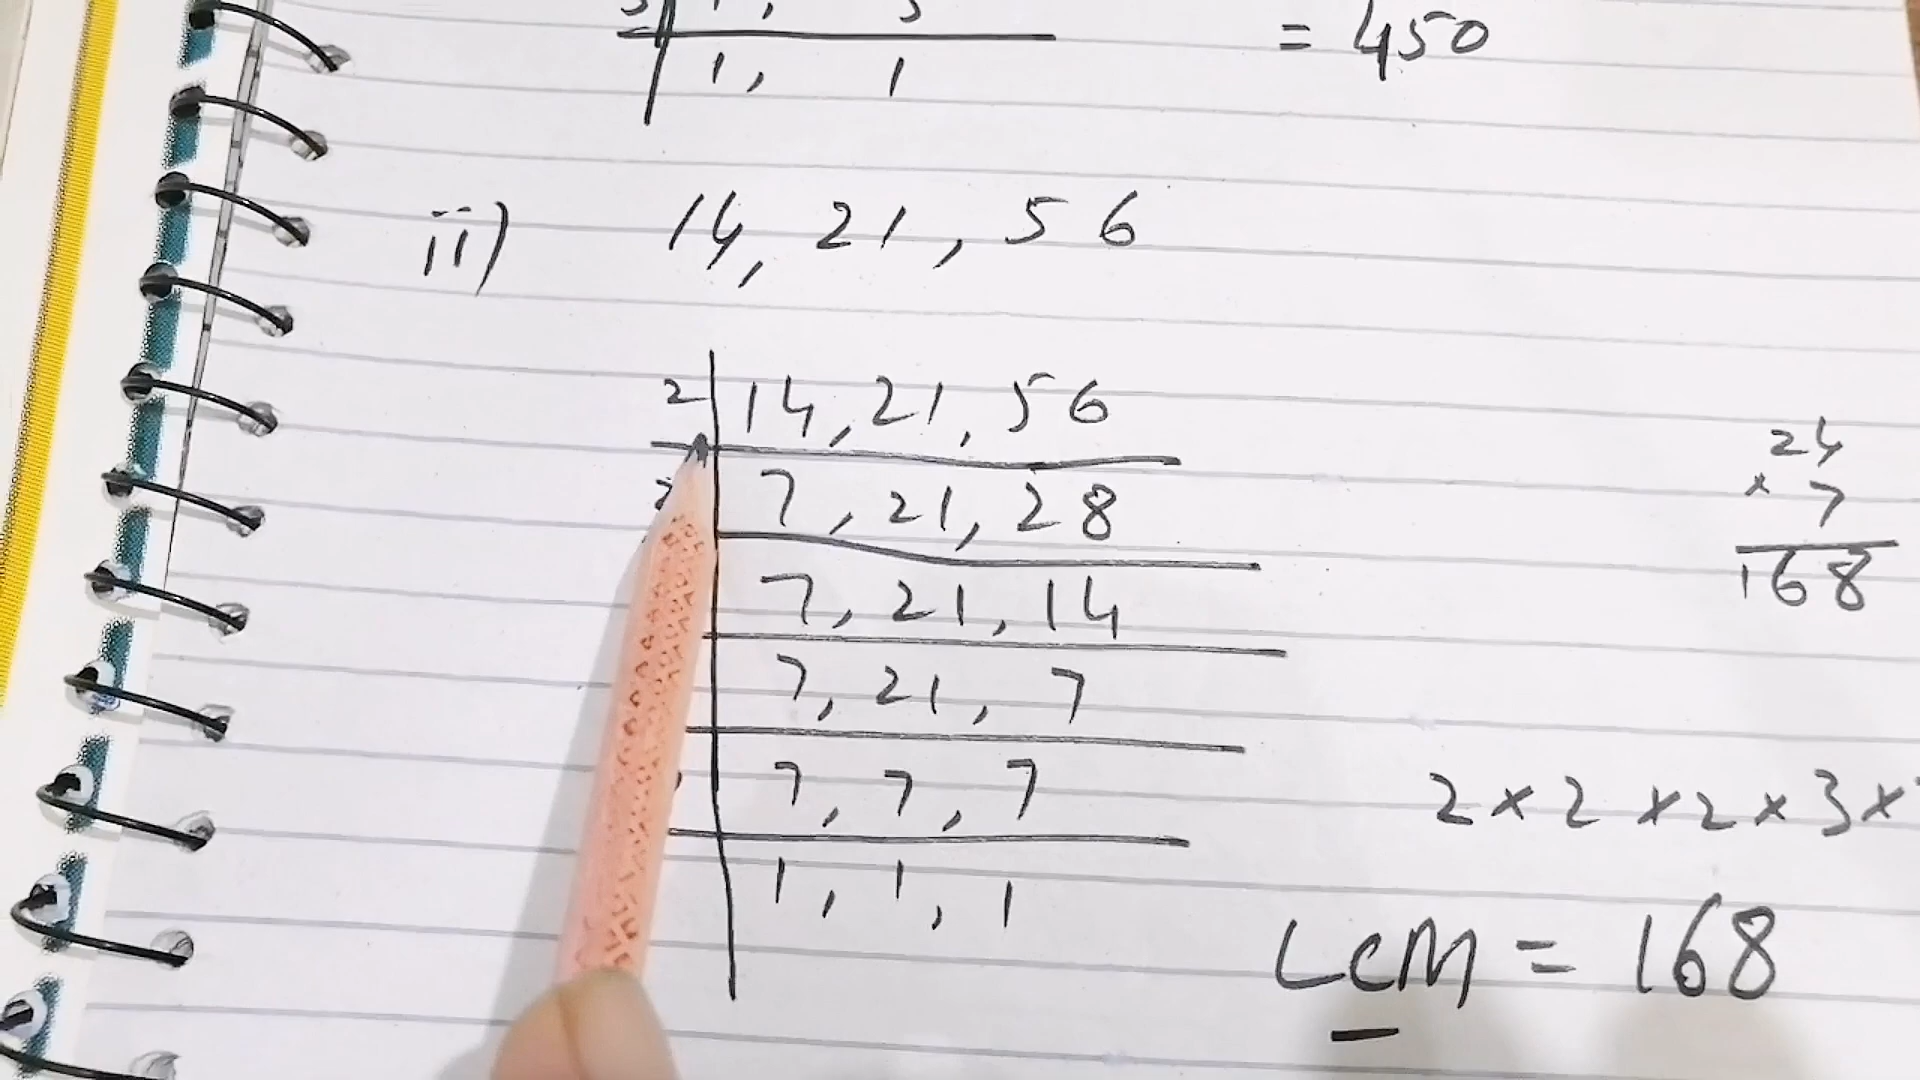 = 450
1, 1
ii) 14, 21, 56
2 14, 21, 56
2 7, 21, 28
7, 21, 14
7, 21, 7
7, 7, 7
1, 1, 1
24
× 7
168
2 × 2 × 2 × 3 ×
LCM = 168